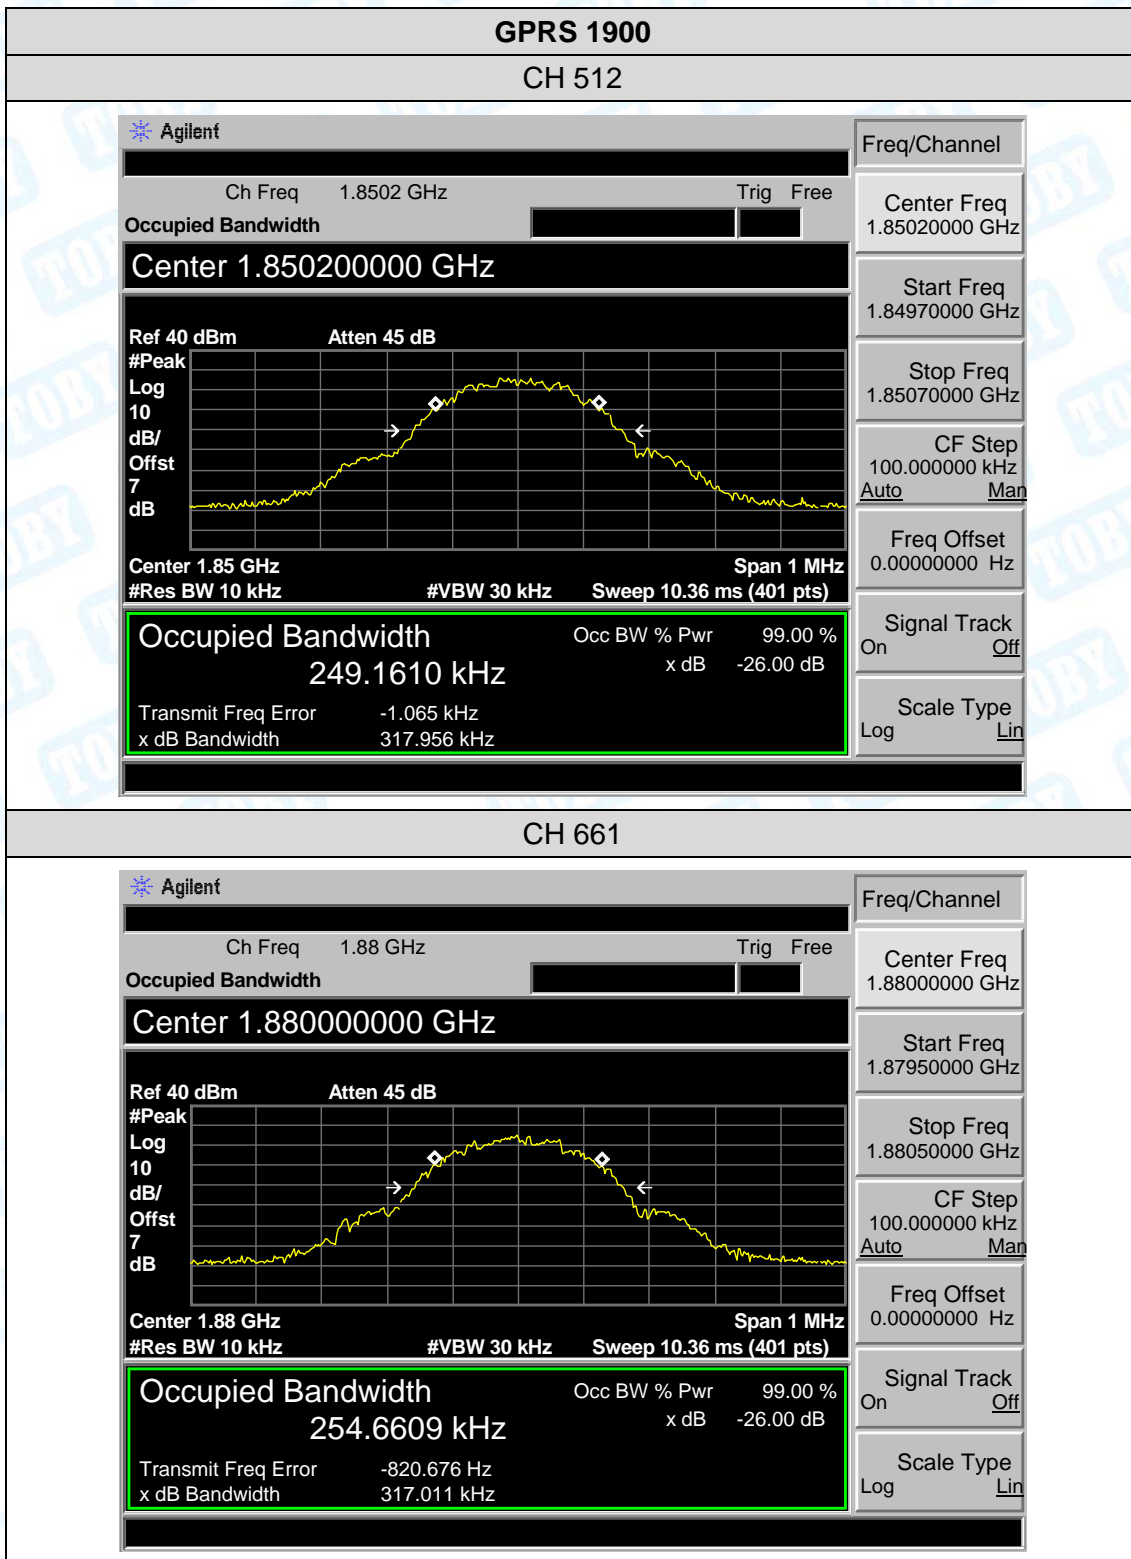 GPRS 1900
CH 512
Agilent
Freq/Channel
Ch Freq 1.8502 GHz Trig Free
Occupied Bandwidth
Center 1.850200000 GHz
Ref 40 dBm Atten 45 dB
#Peak
Log
10
dB/
Offst
7
dB
Center 1.85 GHz Span 1 MHz
#Res BW 10 kHz #VBW 30 kHz Sweep 10.36 ms (401 pts)
Occupied Bandwidth Occ BW % Pwr 99.00 %
249.1610 kHz x dB -26.00 dB
Transmit Freq Error -1.065 kHz
x dB Bandwidth 317.956 kHz
Center Freq
1.85020000 GHz
Start Freq
1.84970000 GHz
Stop Freq
1.85070000 GHz
CF Step
100.000000 kHz
Auto Man
Freq Offset
0.00000000 Hz
Signal Track
On Off
Scale Type
Log Lin
CH 661
Agilent
Freq/Channel
Ch Freq 1.88 GHz Trig Free
Occupied Bandwidth
Center 1.880000000 GHz
Ref 40 dBm Atten 45 dB
#Peak
Log
10
dB/
Offst
7
dB
Center 1.88 GHz Span 1 MHz
#Res BW 10 kHz #VBW 30 kHz Sweep 10.36 ms (401 pts)
Occupied Bandwidth Occ BW % Pwr 99.00 %
254.6609 kHz x dB -26.00 dB
Transmit Freq Error -820.676 Hz
x dB Bandwidth 317.011 kHz
Center Freq
1.88000000 GHz
Start Freq
1.87950000 GHz
Stop Freq
1.88050000 GHz
CF Step
100.000000 kHz
Auto Man
Freq Offset
0.00000000 Hz
Signal Track
On Off
Scale Type
Log Lin
TOBY